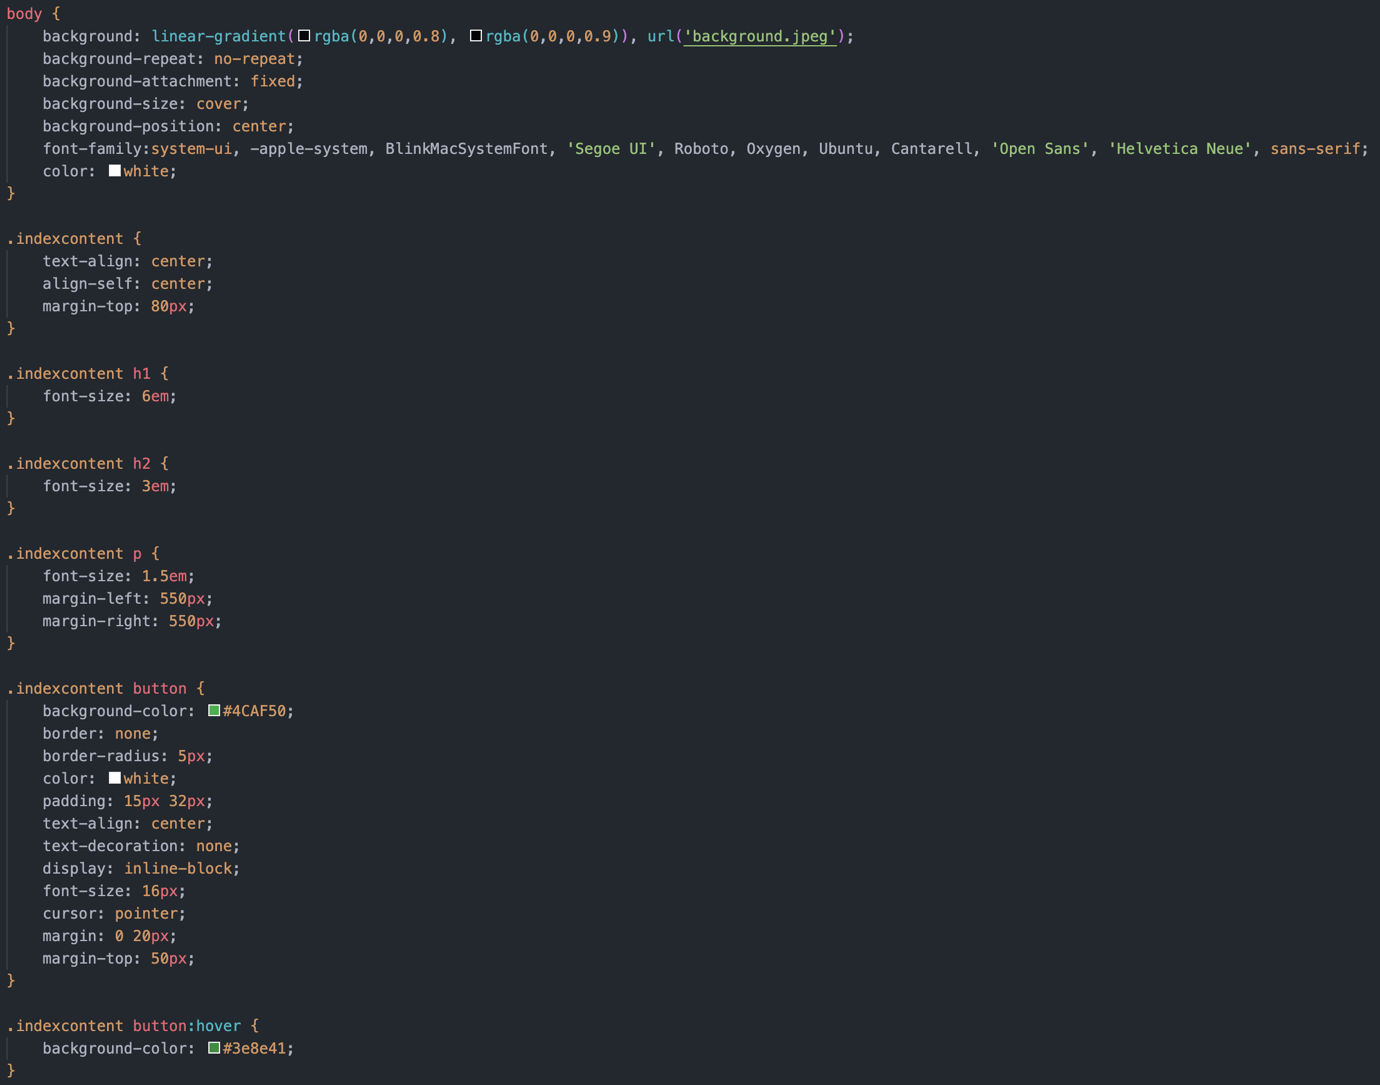 body {
    background: linear-gradient(rgba(0,0,0,0.8), rgba(0,0,0,0.9)), url('background.jpeg');
    background-repeat: no-repeat;
    background-attachment: fixed;
    background-size: cover;
    background-position: center;
    font-family:system-ui, -apple-system, BlinkMacSystemFont, 'Segoe UI', Roboto, Oxygen, Ubuntu, Cantarell, 'Open Sans', 'Helvetica Neue', sans-serif;
    color: white;
}

.indexcontent {
    text-align: center;
    align-self: center;
    margin-top: 80px;
}

.indexcontent h1 {
    font-size: 6em;
}

.indexcontent h2 {
    font-size: 3em;
}

.indexcontent p {
    font-size: 1.5em;
    margin-left: 550px;
    margin-right: 550px;
}

.indexcontent button {
    background-color: #4CAF50;
    border: none;
    border-radius: 5px;
    color: white;
    padding: 15px 32px;
    text-align: center;
    text-decoration: none;
    display: inline-block;
    font-size: 16px;
    cursor: pointer;
    margin: 0 20px;
    margin-top: 50px;
}

.indexcontent button:hover {
    background-color: #3e8e41;
}